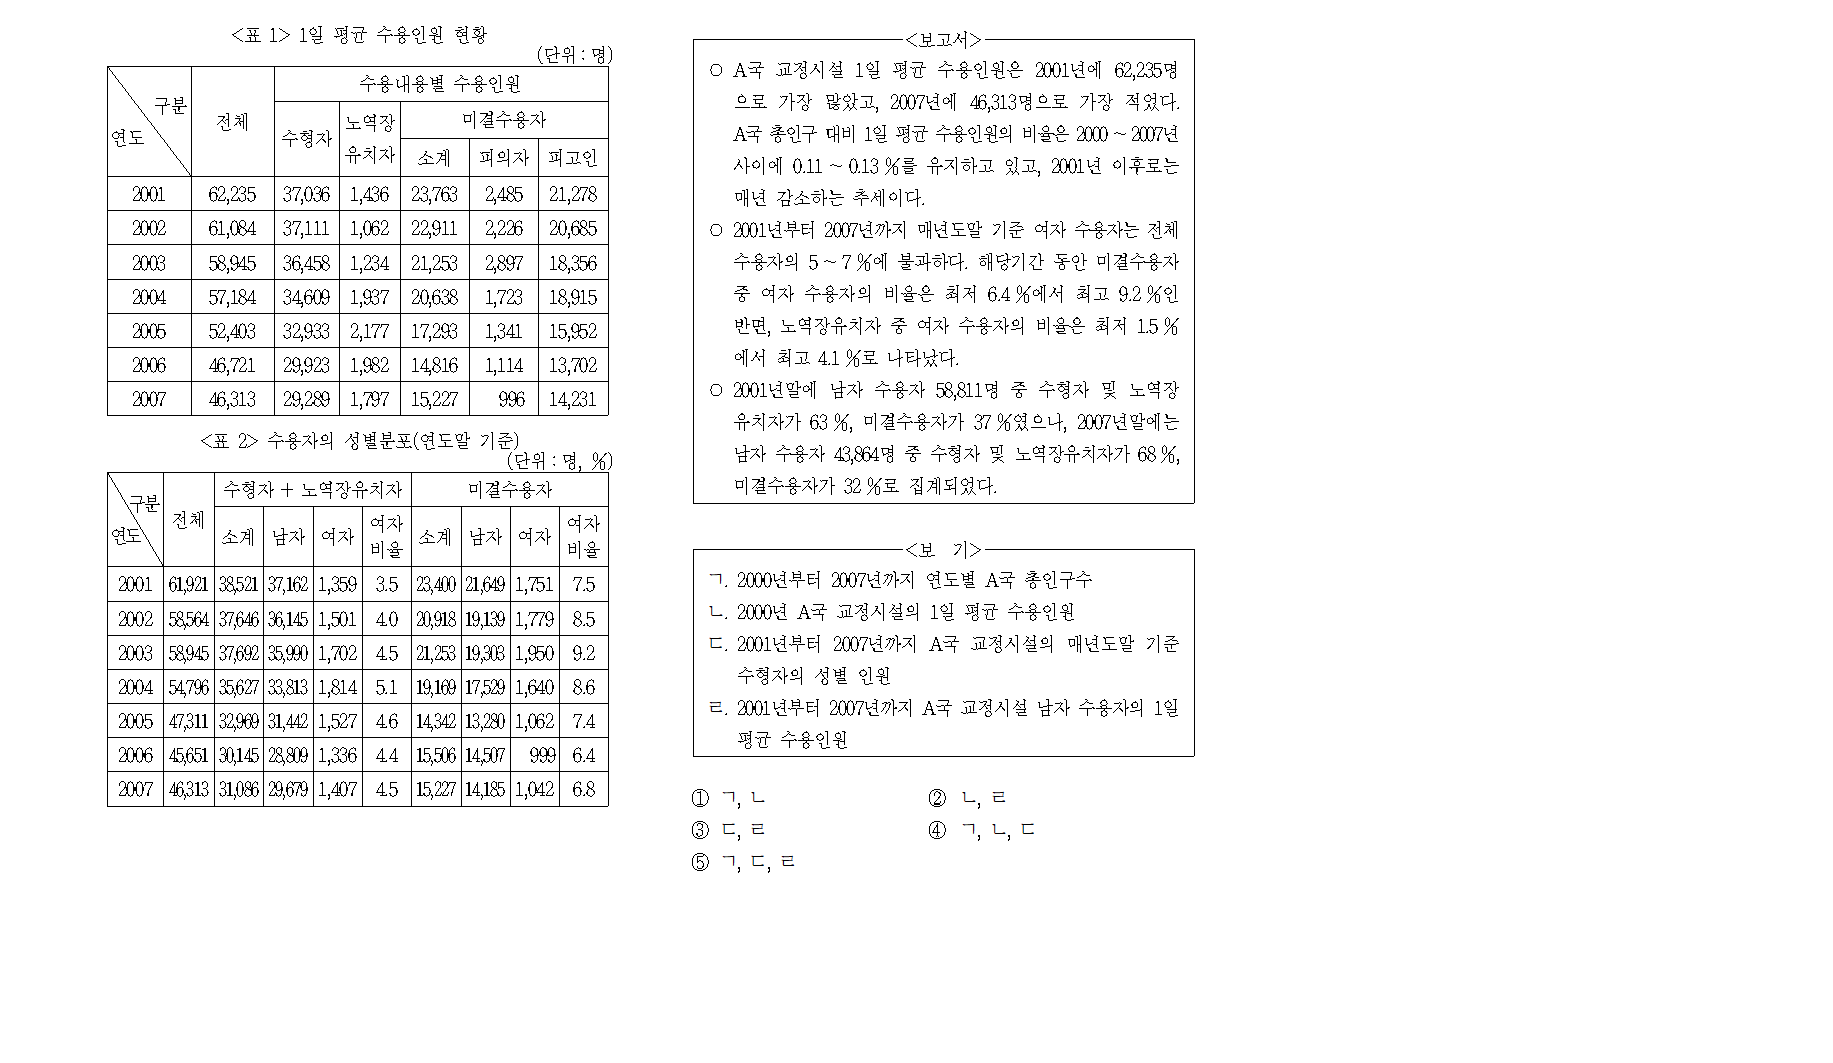 <표 1> 1일 평균 수용인원 현황
(단위 : 명)
구분
연도
전체
수용내용별 수용인원
수형자
노역장
유치자
미결수용자
소계 피의자 피고인
2001 62,235 37,036 1,436 23,763 2,485 21,278
2002 61,084 37,111 1,062 22,911 2,226 20,685
2003 58,945 36,458 1,234 21,253 2,897 18,356
2004 57,184 34,609 1,937 20,638 1,723 18,915
2005 52,403 32,933 2,177 17,293 1,341 15,952
2006 46,721 29,923 1,982 14,816 1,114 13,702
2007 46,313 29,289 1,797 15,227 996 14,231
<표 2> 수용자의 성별분포(연도말 기준)
(단위 : 명, %)
구분
연도
전체
수형자 + 노역장유치자 미결수용자
소계 남자 여자 여자
비율
소계 남자 여자 여자
비율
2001 61,921 38,521 37,162 1,359 3.5 23,400 21,649 1,751 7.5
2002 58,564 37,646 36,145 1,501 4.0 20,918 19,139 1,779 8.5
2003 58,945 37,692 35,990 1,702 4.5 21,253 19,303 1,950 9.2
2004 54,796 35,627 33,813 1,814 5.1 19,169 17,529 1,640 8.6
2005 47,311 32,969 31,442 1,527 4.6 14,342 13,280 1,062 7.4
2006 45,651 30,145 28,809 1,336 4.4 15,506 14,507 999 6.4
2007 46,313 31,086 29,679 1,407 4.5 15,227 14,185 1,042 6.8
<보고서>
○ A국 교정시설 1일 평균 수용인원은 2001년에 62,235명
으로 가장 많았고, 2007년에 46,313명으로 가장 적었다.
A국 총인구 대비 1일 평균 수용인원의 비율은 2000 ~ 2007년
사이에 0.11 ~ 0.13 %를 유지하고 있고, 2001년 이후로는
매년 감소하는 추세이다.
○ 2001년부터 2007년까지 매년도말 기준 여자 수용자는 전체
수용자의 5 ~ 7 %에 불과하다. 해당기간 동안 미결수용자
중 여자 수용자의 비율은 최저 6.4 %에서 최고 9.2 %인
반면, 노역장유치자 중 여자 수용자의 비율은 최저 1.5 %
에서 최고 4.1 %로 나타났다.
○ 2001년말에 남자 수용자 58,811명 중 수형자 및 노역장
유치자가 63 %, 미결수용자가 37 %였으나, 2007년말에는
남자 수용자 43,864명 중 수형자 및 노역장유치자가 68 %,
미결수용자가 32 %로 집계되었다.
<보 기>
ㄱ. 2000년부터 2007년까지 연도별 A국 총인구수
ㄴ. 2000년 A국 교정시설의 1일 평균 수용인원
ㄷ. 2001년부터 2007년까지 A국 교정시설의 매년도말 기준
수형자의 성별 인원
ㄹ. 2001년부터 2007년까지 A국 교정시설 남자 수용자의 1일
평균 수용인원
① ㄱ, ㄴ ② ㄴ, ㄹ
③ ㄷ, ㄹ ④ ㄱ, ㄴ, ㄷ
⑤ ㄱ, ㄷ, ㄹ